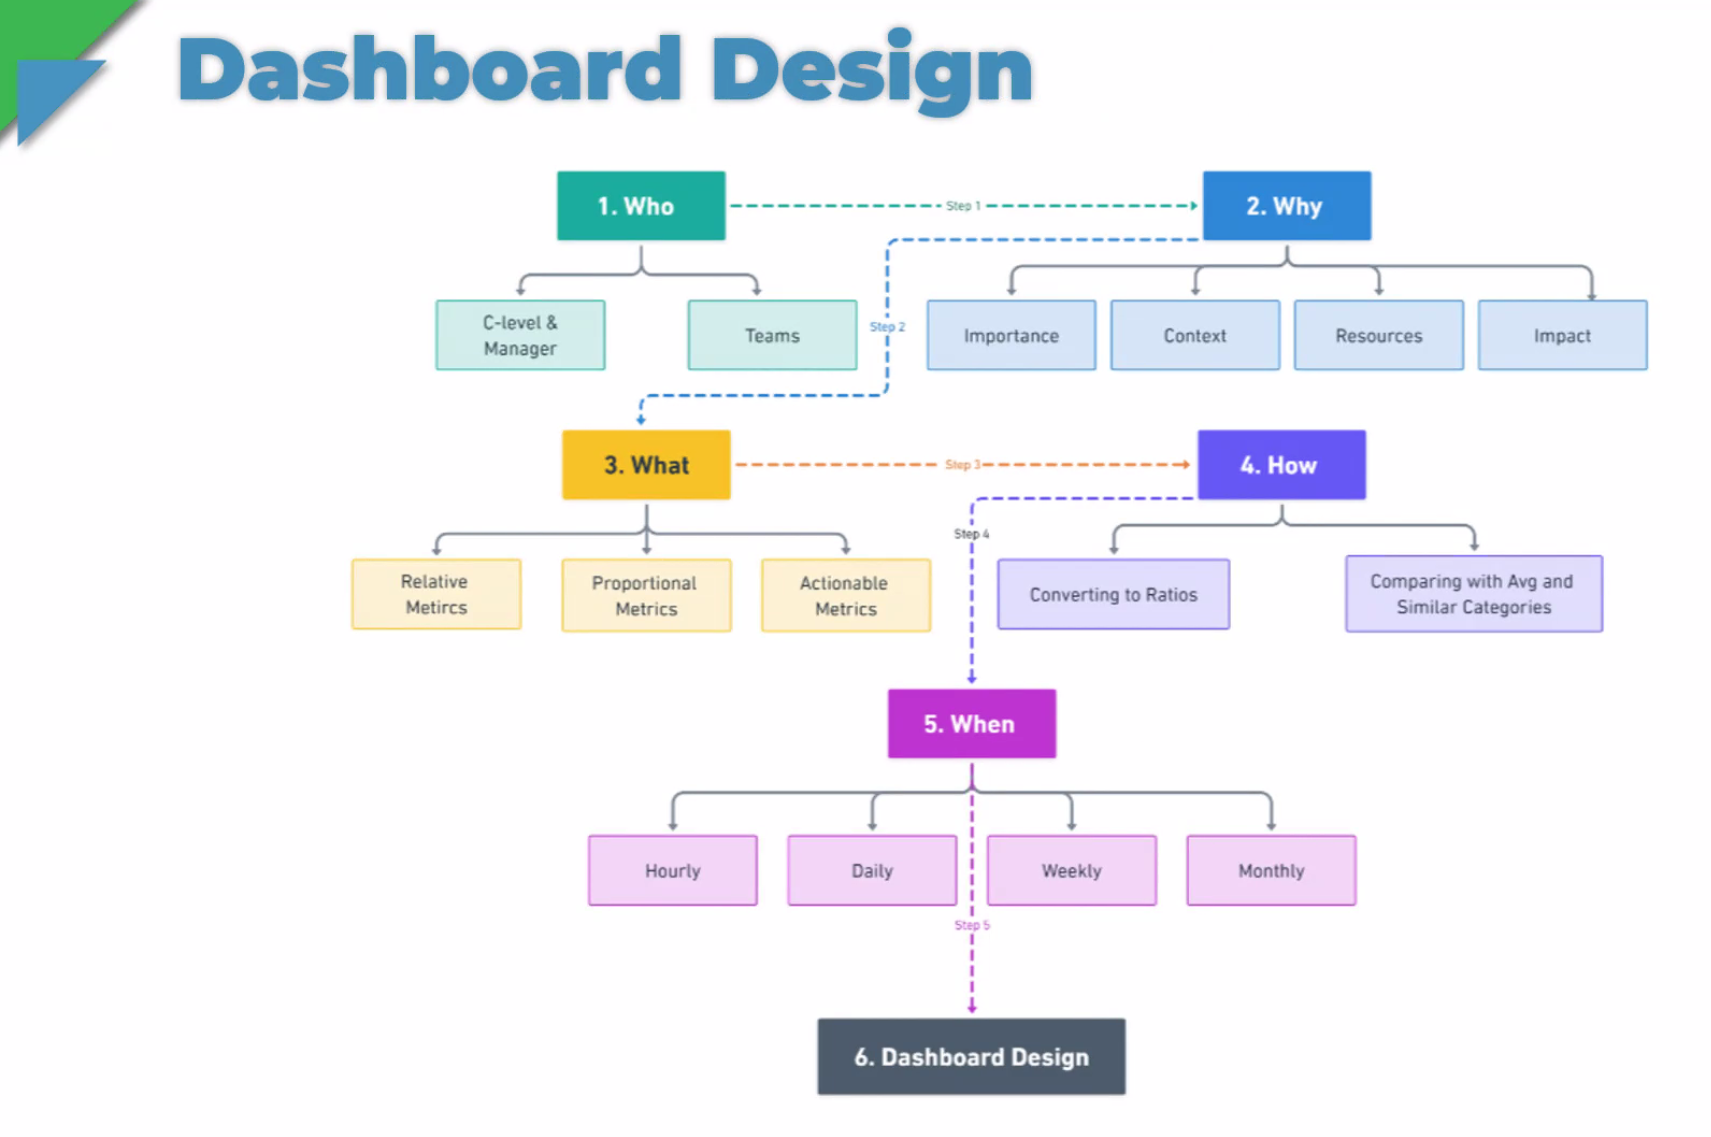 Dashboard Design
1. Who
Step 1
2. Why
C-level &
Manager
Teams
Step 2
Importance
Context
Resources
Impact
3. What
Step 3
4. How
Step 4
Relative
Metircs
Proportional
Metrics
Actionable
Metrics
Converting to Ratios
Comparing with Avg and
Similar Categories
5. When
Hourly
Daily
Weekly
Monthly
Step 5
6. Dashboard Design